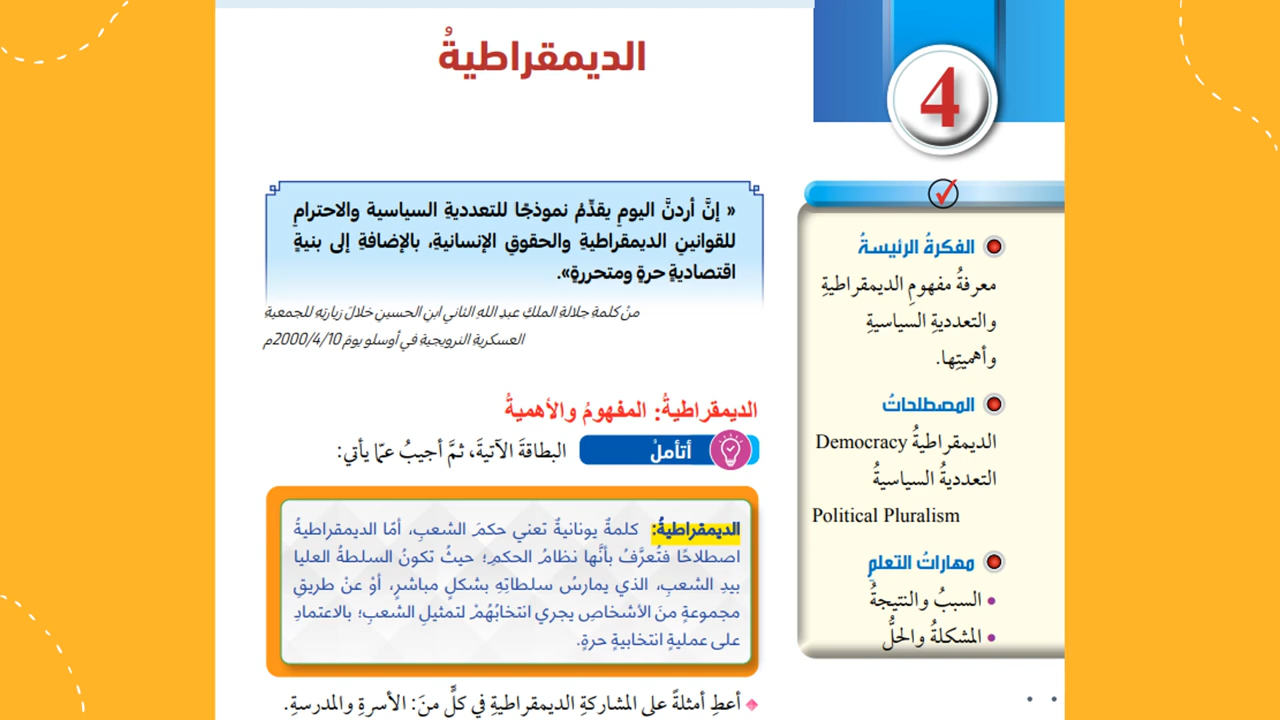 4
الديمقراطيةُ
« إنَّ أردنَّ اليومِ يقدِّمُ نموذجًا للتعدديةِ السياسيةِ والاحترامِ
للقوانينِ الديمقراطيةِ والحقوقِ الإنسانيةِ، بالإضافةِ إلى بنيةٍ
اقتصاديةٍ حرةٍ ومتحررةٍ».
منْ كلمةِ جلالةِ الملكِ عبدِ اللهِ الثاني ابنِ الحسينِ خلالَ زيارتِهِ للجمعيةِ
العسكريةِ النرويجيةِ في أوسلو يومَ 2000/4/10م
الفكرةُ الرئيسةُ
معرفةُ مفهومِ الديمقراطيةِ
والتعدديةِ السياسيةِ
وأهميتِها.
المصطلحاتُ
الديمقراطيةُ Democracy
التعدديةُ السياسيةُ
Political Pluralism
مهاراتُ التعلمِ
• السببُ والنتيجةُ
• المشكلةُ والحلُّ
الديمقراطيةُ: المفهومُ والأهميةُ
أتأملُ البطاقةَ الآتيةَ، ثمَّ أجيبُ عمّا يأتي:
الديمقراطيةُ: كلمةٌ يونانيةٌ تعني حكمَ الشعبِ، أمّا الديمقراطيةُ
اصطلاحًا فتُعرَّفُ بأنَّها نظامُ الحكمِ؛ حيثُ تكونُ السلطةُ العليا
بيدِ الشعبِ، الذي يمارسُ سلطاتِهِ بشكلٍ مباشرٍ، أوْ عنْ طريقِ
مجموعةٍ منَ الأشخاصِ يجري انتخابُهُمْ لتمثيلِ الشعبِ؛ بالاعتمادِ
على عمليةٍ انتخابيةٍ حرةٍ.
أعطِ أمثلةً على المشاركةِ الديمقراطيةِ في كلٍّ منَ: الأسرةِ والمدرسةِ.